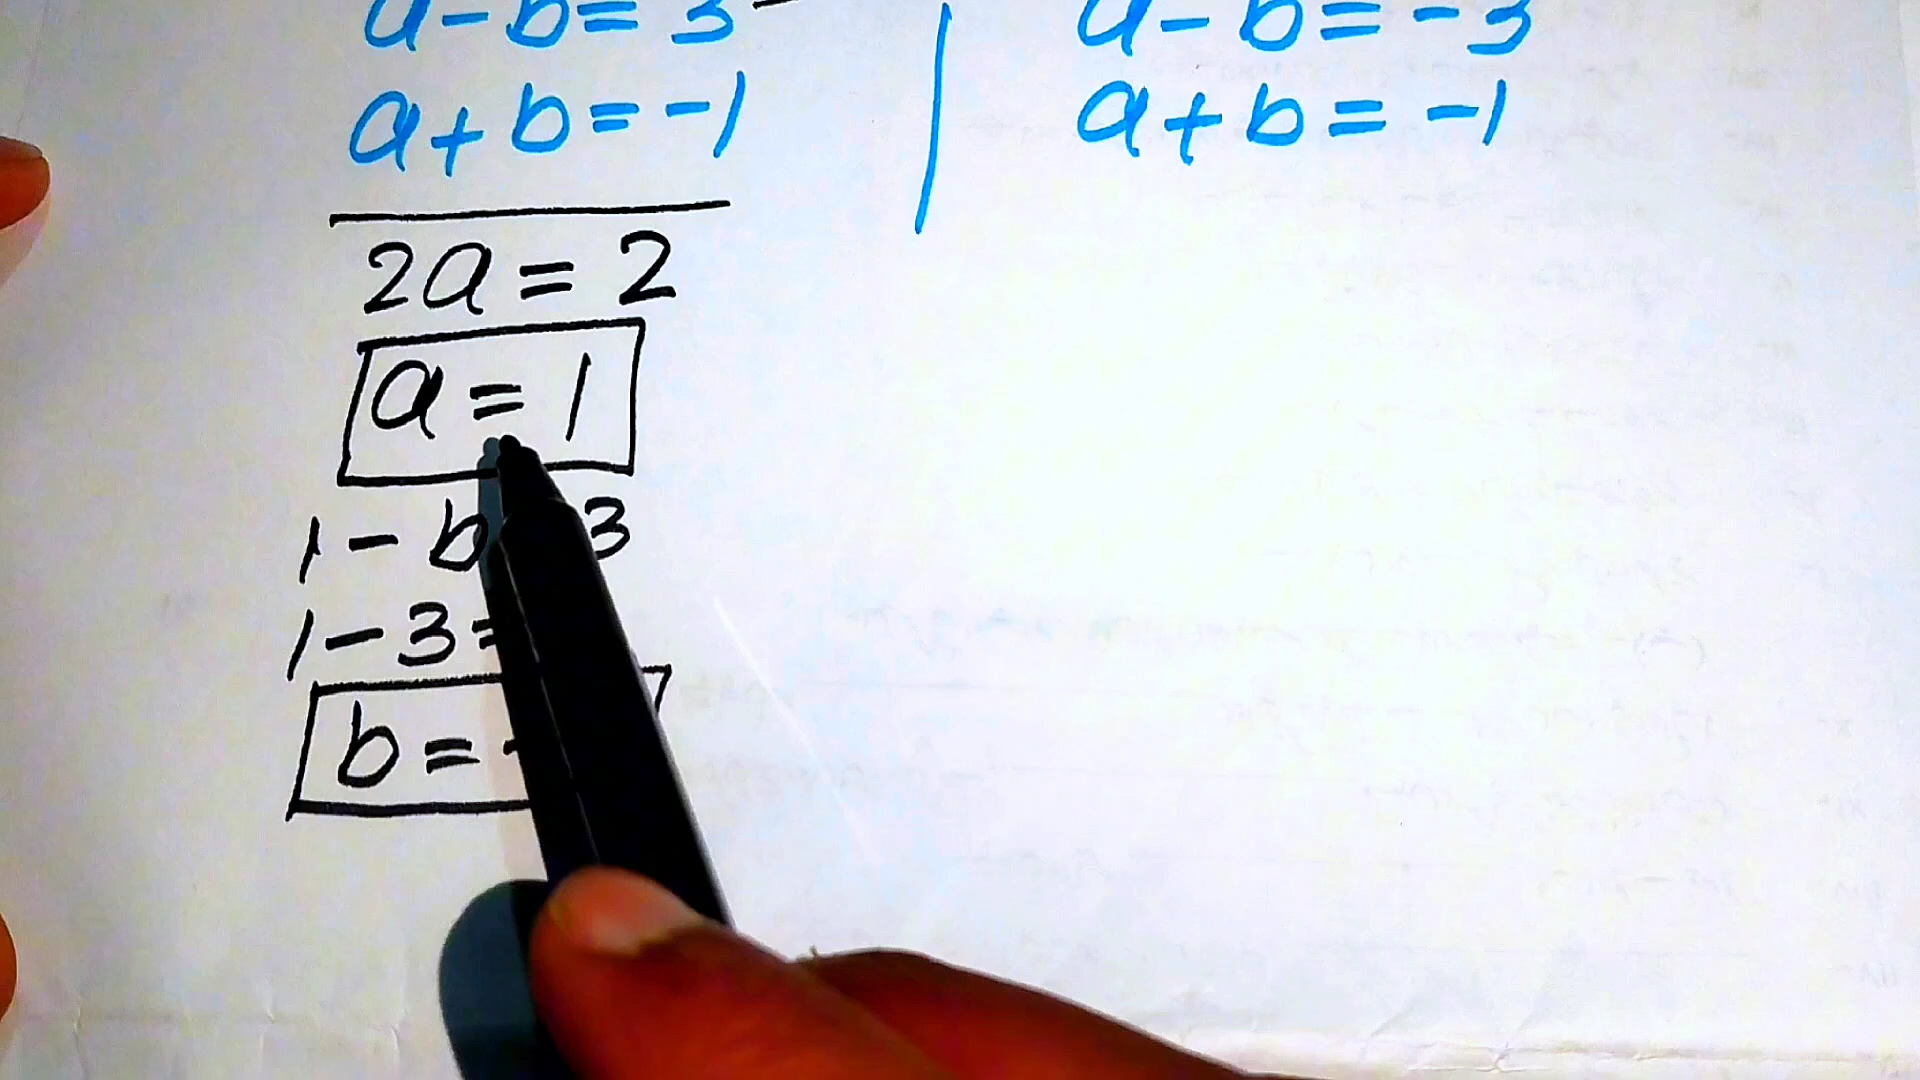 a-b=3
a+b=-1
2a=2
a=1
1-b 3
1-3=
b=-
a-b=-3
a+b=-1